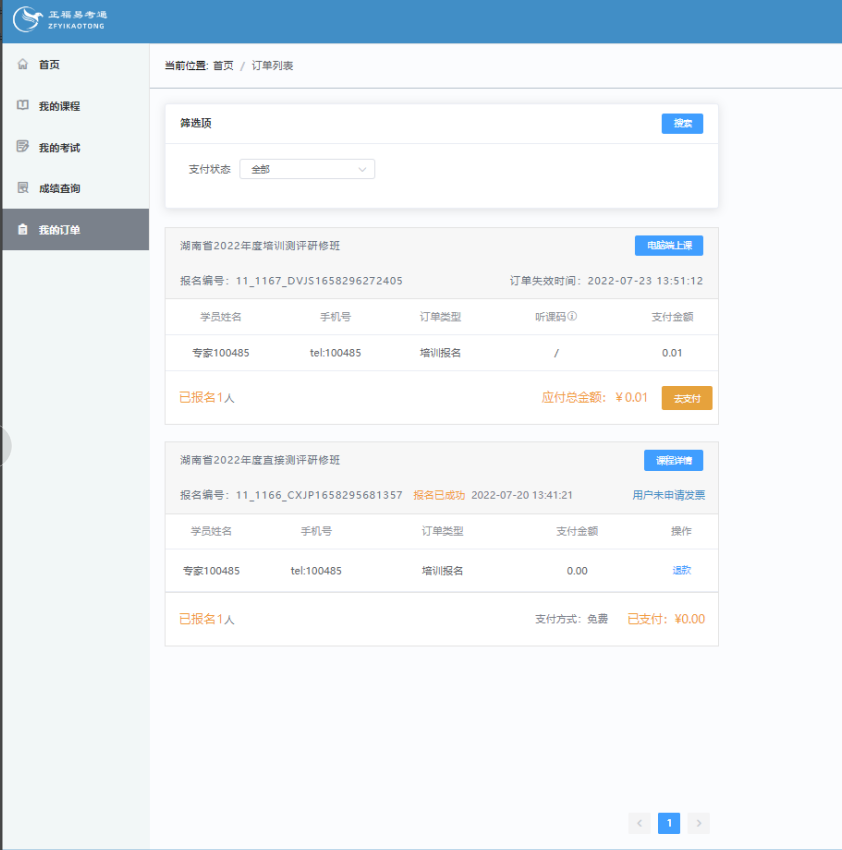 正福易考通
ZFYIKAOTONG
首页
我的课程
我的考试
成绩查询
我的订单
当前位置: 首页 / 订单列表
筛选项
搜索
支付状态 全部
湖南省2022年度培训测评研修班
电脑端上课
报名编号: 11_1167_DVJS1658296272405 订单失效时间: 2022-07-23 13:51:12
学员姓名 手机号 订单类型 听课码 支付金额
专家100485 tel:100485 培训报名 / 0.01
已报名1人 应付总金额: ¥0.01 去支付
湖南省2022年度直接测评研修班
课程详情
报名编号: 11_1166_CXJP1658295681357 报名已成功 2022-07-20 13:41:21 用户未申请发票
学员姓名 手机号 订单类型 支付金额 操作
专家100485 tel:100485 培训报名 0.00 退款
已报名1人 支付方式: 免费 已支付: ¥0.00
1